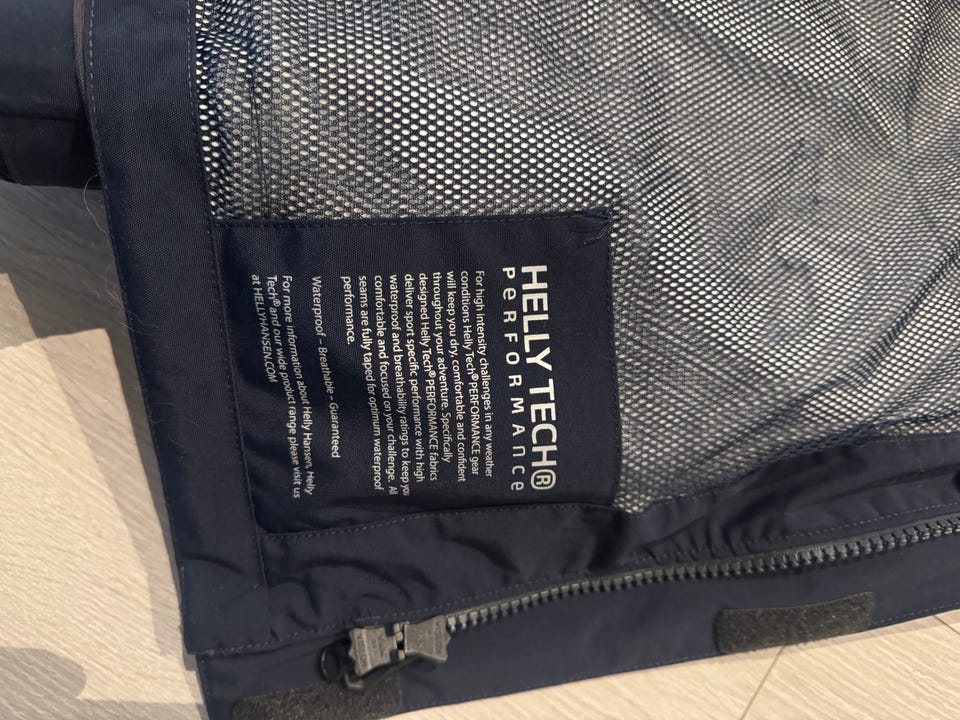 HELLY TECH®
PERFORMANCE
For high intensity challenges in any weather
conditions Helly Tech® PERFORMANCE gear
will keep you dry, comfortable and confident
throughout your adventure. Specifically
designed Helly Tech® PERFORMANCE fabrics
deliver sport specific performance with high
waterproof and breathability ratings to keep you
comfortable and focused on your challenge. All
seams are fully taped for optimum waterproof
performance.
Waterproof – Breathable – Guaranteed
For more information about Helly Hansen, Helly
Tech® and our wide product range please visit us
at HELLYHANSEN.COM